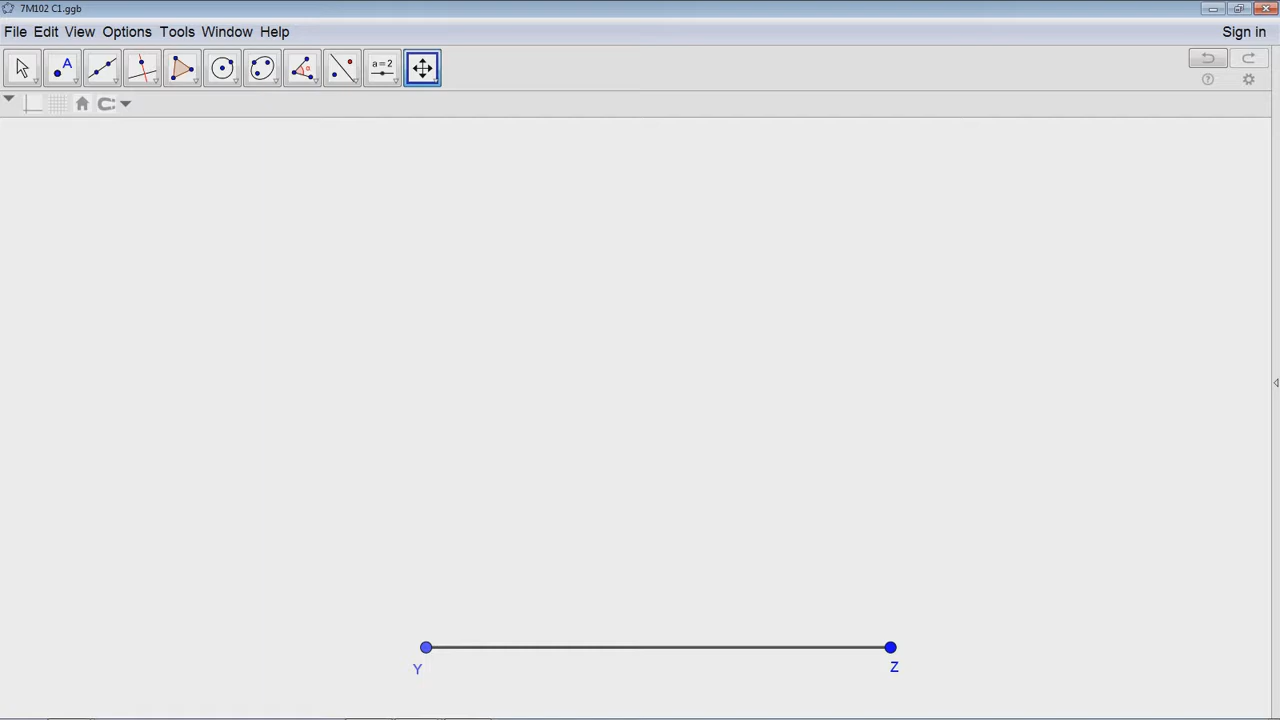 7M102 C1.ggb
File Edit View Options Tools Window Help Sign in
A a=2
Y Z